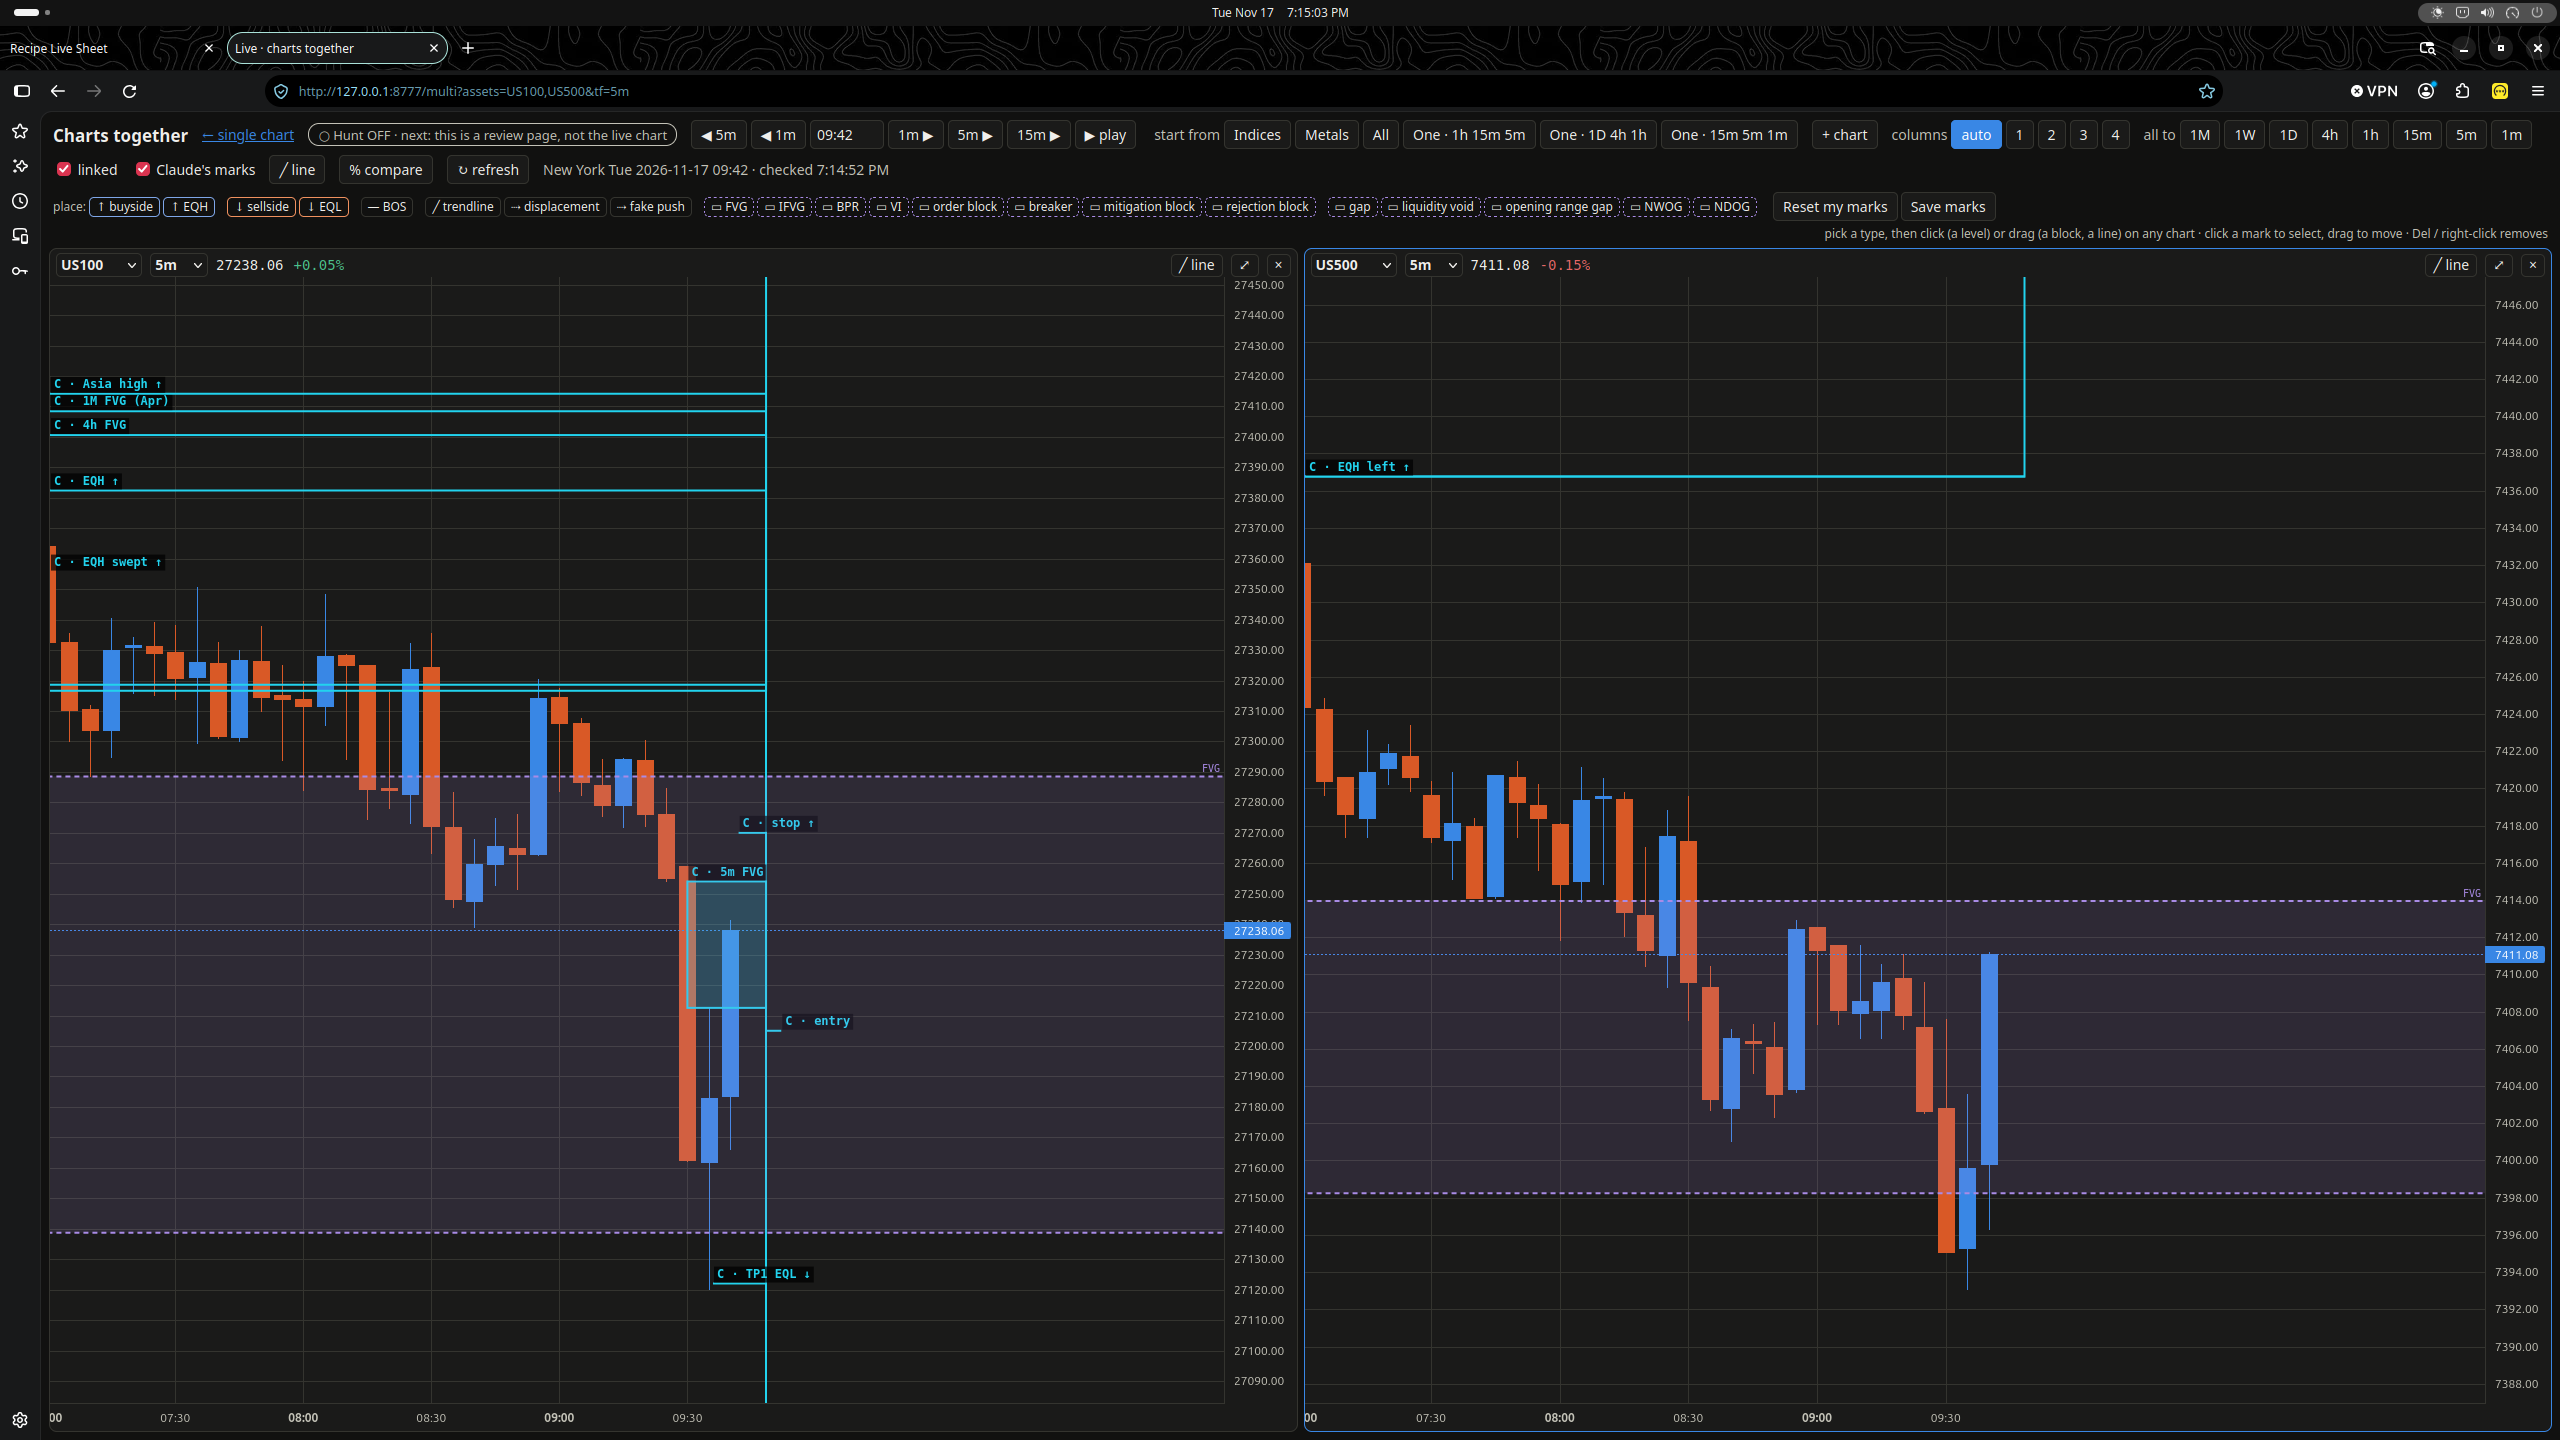 Tue Nov 17 7:15:03 PM
Recipe Live Sheet
Live · charts together
http://127.0.0.1:8777/multi?assets=US100,US500&tf=5m
VPN
Charts together ← single chart ○ Hunt OFF · next: this is a review page, not the live chart ◀ 5m ◀ 1m 09:42 1m ▶ 5m ▶ 15m ▶ ▶ play start from Indices Metals All One · 1h 15m 5m One · 1D 4h 1h One · 15m 5m 1m + chart columns auto 1 2 3 4 all to 1M 1W 1D 4h 1h 15m 5m 1m
linked Claude's marks ╱ line % compare ↻ refresh New York Tue 2026-11-17 09:42 · checked 7:14:52 PM
place: ↑ buyside ↑ EQH ↓ sellside ↓ EQL — BOS ╱ trendline → displacement → fake push ▭ FVG ▭ IFVG ▭ BPR ▭ VI ▭ order block ▭ breaker ▭ mitigation block ▭ rejection block ▭ gap ▭ liquidity void ▭ opening range gap ▭ NWOG ▭ NDOG Reset my marks Save marks
pick a type, then click (a level) or drag (a block, a line) on any chart · click a mark to select, drag to move · Del / right-click removes
US100 5m 27238.06 +0.05% ╱ line ⤢ ×
27450.00
27440.00
27430.00
27420.00
C · Asia high ↑
C · 1M FVG (Apr)
27410.00
C · 4h FVG
27400.00
27390.00
C · EQH ↑
27380.00
27370.00
27360.00
C · EQH swept ↑
27350.00
27340.00
27330.00
27320.00
27310.00
27300.00
FVG
27290.00
27280.00
C · stop ↑
27270.00
27260.00
C · 5m FVG
27250.00
27238.06
27230.00
27220.00
27210.00
C · entry
27200.00
27190.00
27180.00
27170.00
27160.00
27150.00
27140.00
27130.00
C · TP1 EQL ↓
27120.00
27110.00
27100.00
27090.00
00 07:30 08:00 08:30 09:00 09:30
US500 5m 7411.08 -0.15% ╱ line ⤢ ×
7446.00
7444.00
7442.00
7440.00
7438.00
C · EQH left ↑
7436.00
7434.00
7432.00
7430.00
7428.00
7426.00
7424.00
7422.00
7420.00
7418.00
7416.00
FVG
7414.00
7412.00
7411.08
7410.00
7408.00
7406.00
7404.00
7402.00
7400.00
7398.00
7396.00
7394.00
7392.00
7390.00
7388.00
00 07:30 08:00 08:30 09:00 09:30